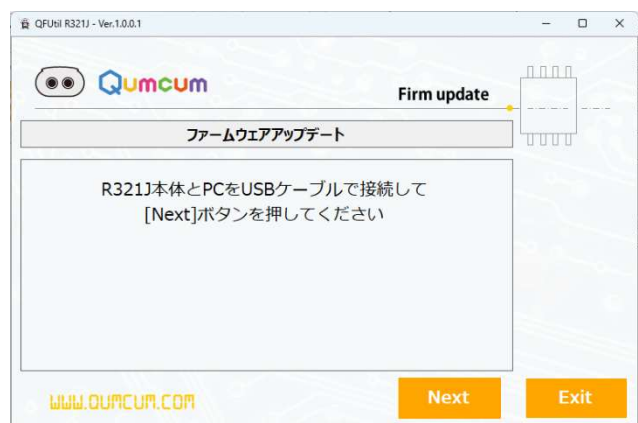 QFUtil R321J - Ver.1.0.0.1
Qumcum
Firm update
ファームウェアアップデート
R321J本体とPCをUSBケーブルで接続して
[Next]ボタンを押してください
WWW.QUMCUM.COM
Next
Exit